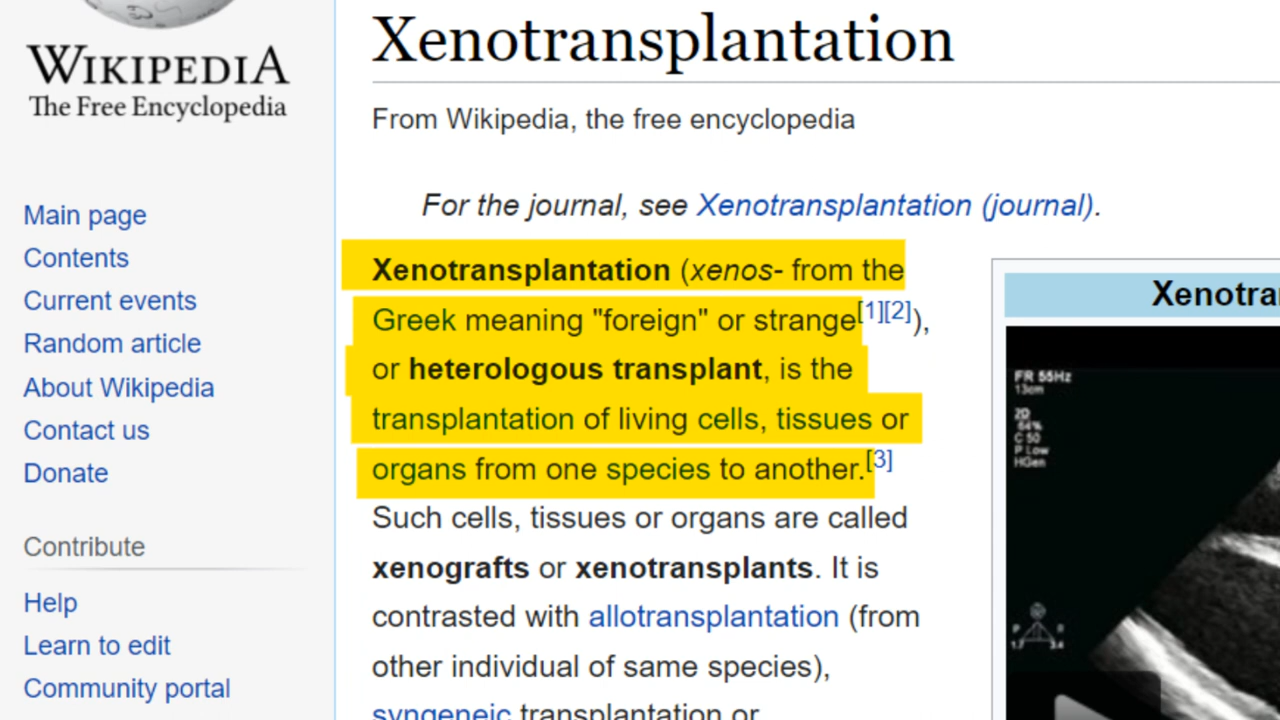 WIKIPEDIA
The Free Encyclopedia
Main page
Contents
Current events
Random article
About Wikipedia
Contact us
Donate
Contribute
Help
Learn to edit
Community portal
Xenotransplantation
From Wikipedia, the free encyclopedia
For the journal, see Xenotransplantation (journal).
Xenotransplantation (xenos- from the
Greek meaning "foreign" or strange[1][2]),
or heterologous transplant, is the
transplantation of living cells, tissues or
organs from one species to another.[3]
Such cells, tissues or organs are called
xenografts or xenotransplants. It is
contrasted with allotransplantation (from
other individual of same species),
syngeneic transplantation or
Xenotra
FR 55Hz
13cm
2D
64%
C 50
P Low
HGen